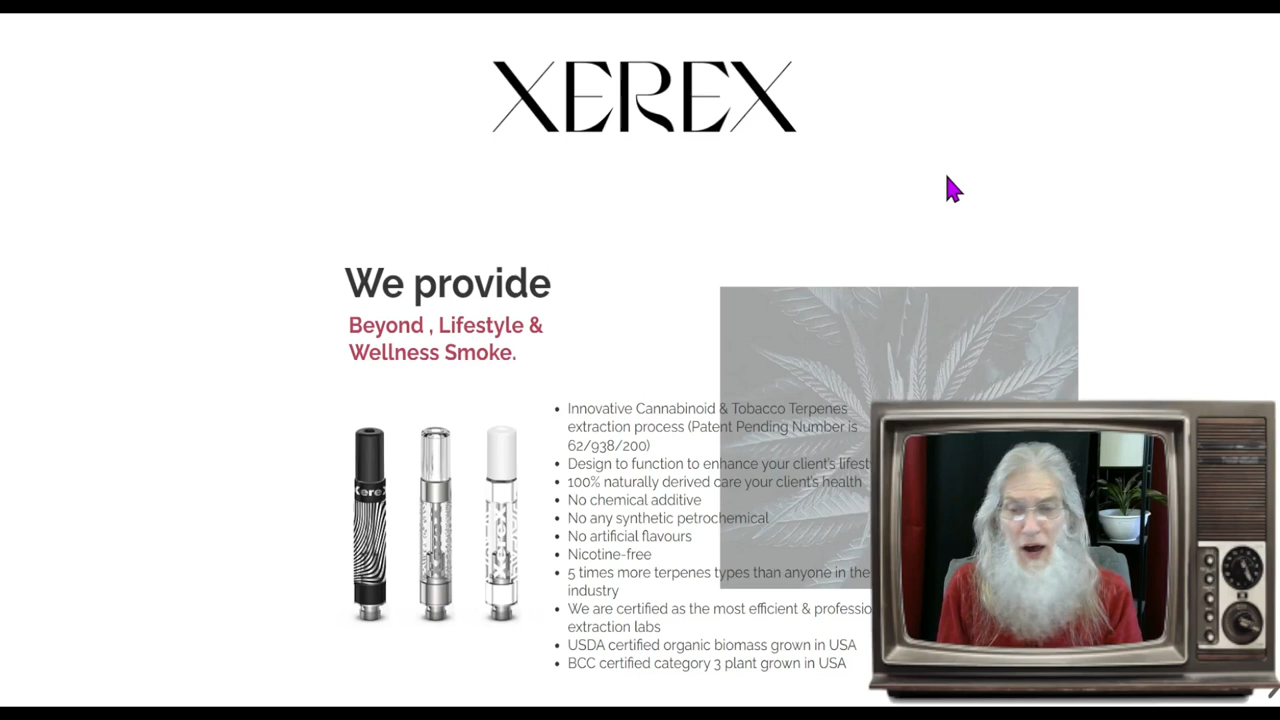 XEREX
We provide
Beyond , Lifestyle &
Wellness Smoke.
Innovative Cannabinoid & Tobacco Terpenes
extraction process (Patent Pending Number is
62/938/200)
Design to function to enhance your client's lifest
100% naturally derived care your client's health
No chemical additive
No any synthetic petrochemical
No artificial flavours
Nicotine-free
5 times more terpenes types than anyone in the
industry
We are certified as the most efficient & professio
extraction labs
USDA certified organic biomass grown in USA
BCC certified category 3 plant grown in USA
Xerex
Xerex